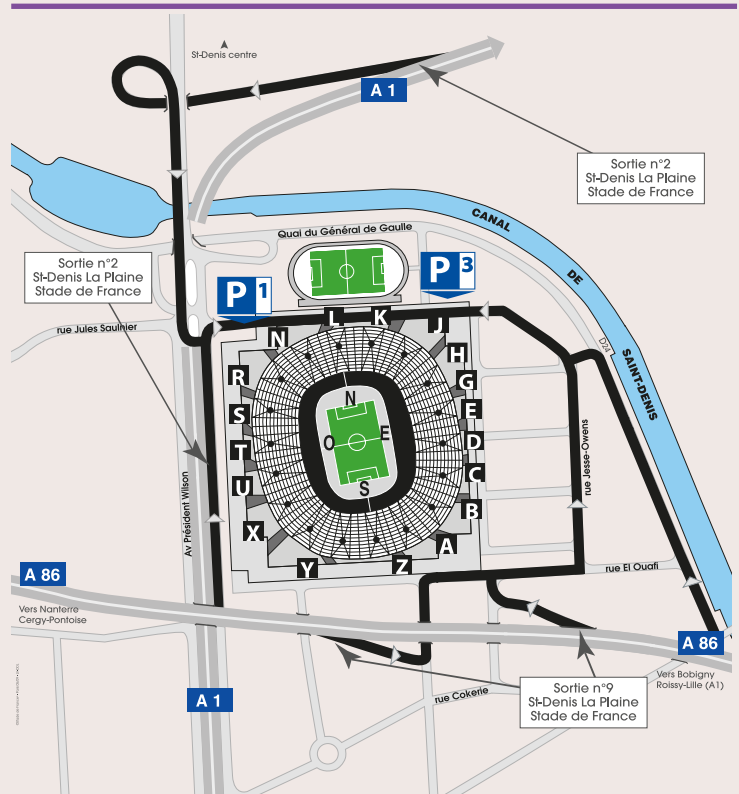 St-Denis centre
A 1
Sortie n°2
St-Denis La Plaine
Stade de France
CANAL
DE
SAINT-DENIS
Quai du Général de Gaulle
Sortie n°2
St-Denis La Plaine
Stade de France
P 1
P 3
rue Jules Saulnier
D24
L
K
J
N
H
R
G
S
E
T
D
U
C
B
X
A
Y
Z
N
O
E
S
Av Président Wilson
rue Jesse-Owens
rue El Ouafi
A 86
Vers Nanterre
Cergy-Pontoise
A 86
Vers Bobigny
Roissy-Lille (A1)
A 1
rue Cokerie
Sortie n°9
St-Denis La Plaine
Stade de France